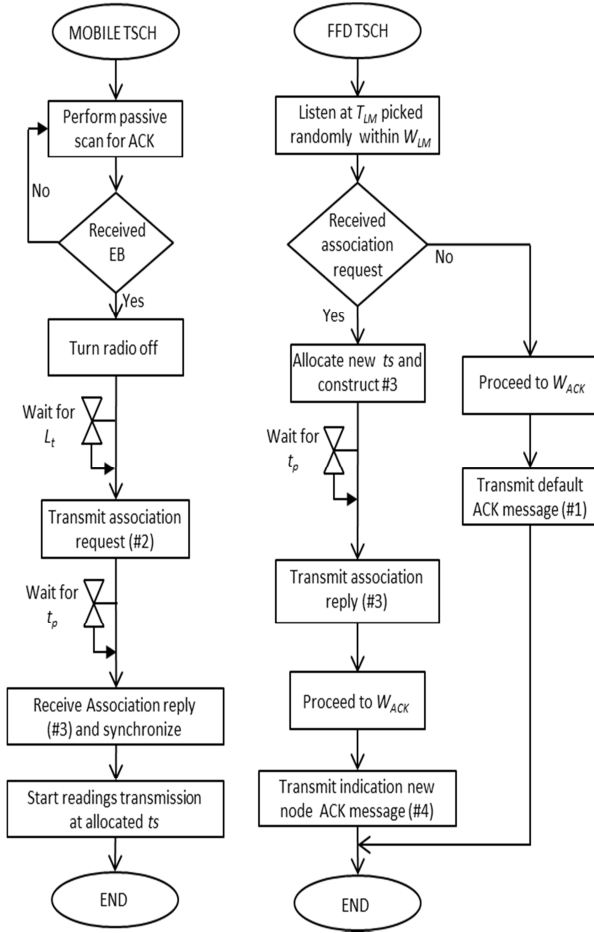 MOBILE TSCH
Perform passive
scan for ACK
No
Received
EB
Yes
Turn radio off
Wait for
Lt
Transmit association
request (#2)
Wait for
tp
Receive Association reply
(#3) and synchronize
Start readings transmission
at allocated ts
END
FFD TSCH
Listen at TLM picked
randomly within WLM
Received
association
request
No
Yes
Allocate new ts and
construct #3
Wait for
tp
Transmit association
reply (#3)
Proceed to WACK
Transmit indication new
node ACK message (#4)
END
Proceed to WACK
Transmit default
ACK message (#1)